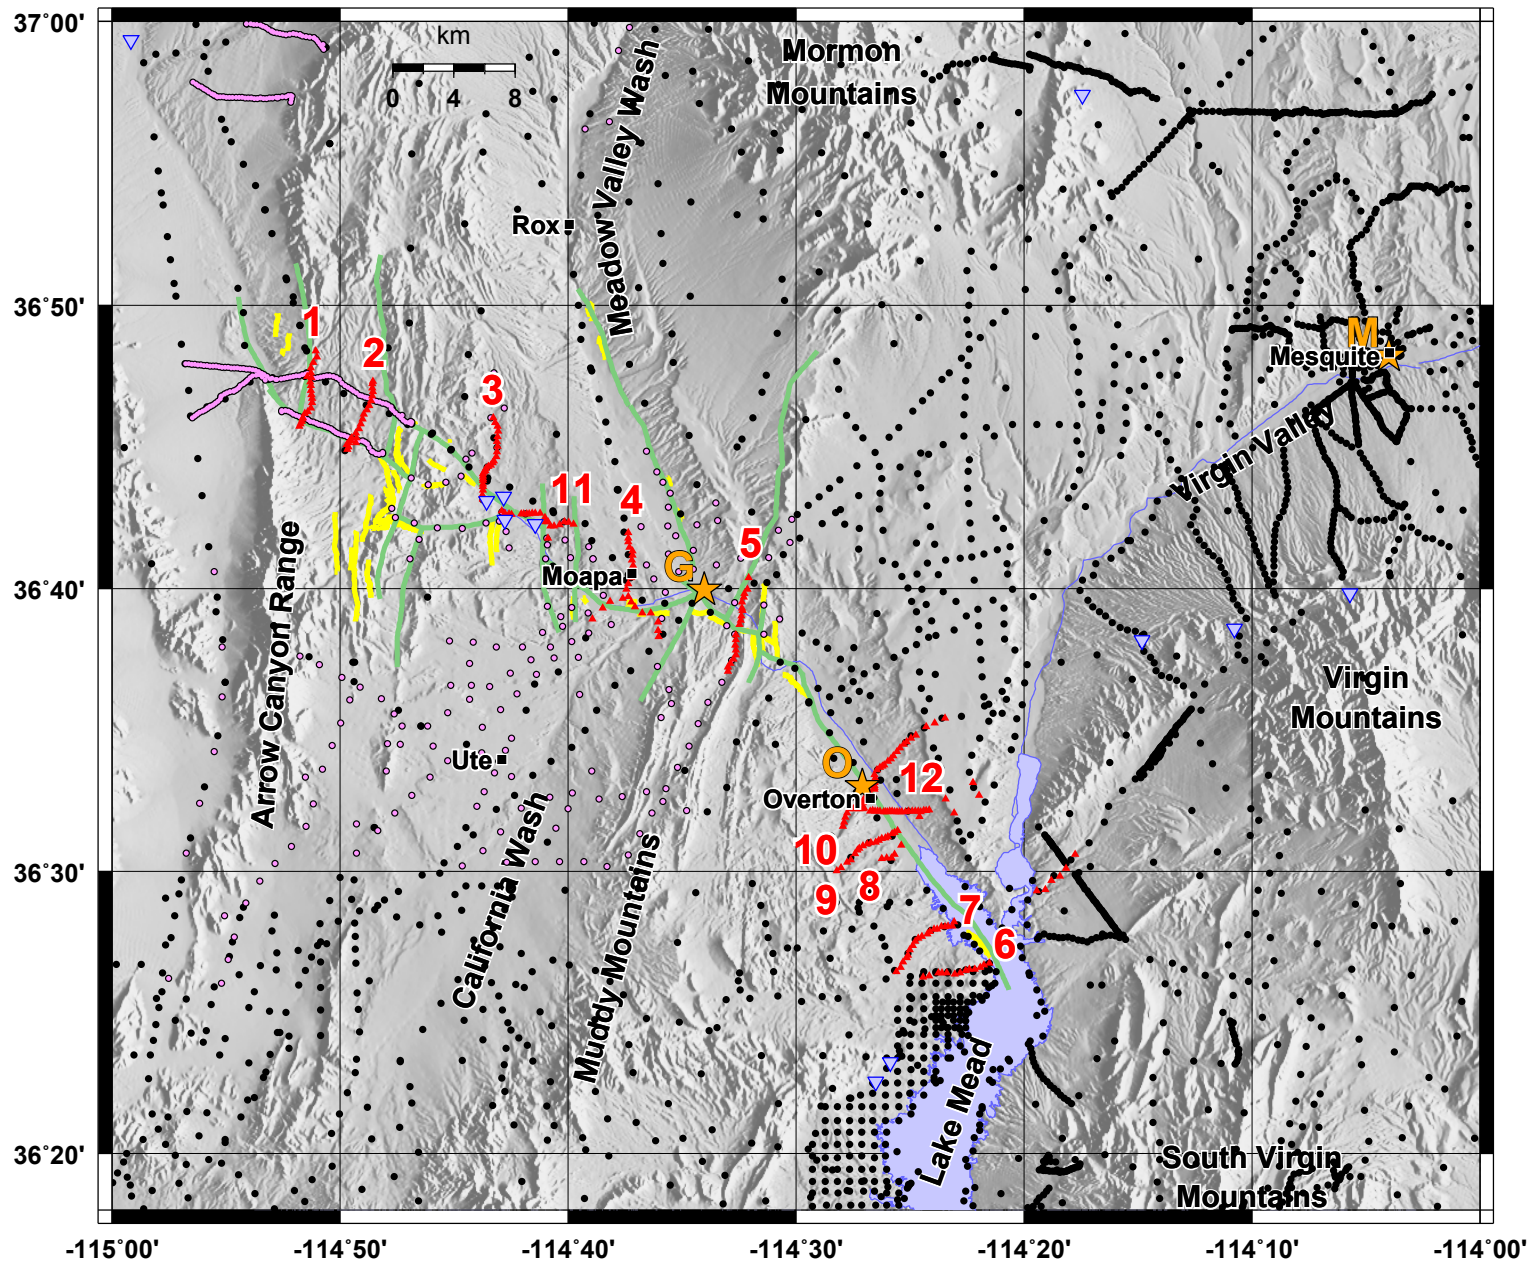 37°00'
km
0 4 8
Mormon
Mountains
Meadow Valley Wash
Rox
36°50'
1
2
3
M
Mesquite
Virgin Valley
11
4
5
G
Moapa
36°40'
Arrow Canyon Range
Virgin
Mountains
Ute
O
12
Overton
California Wash
Muddy Mountains
10
9
8
36°30'
7
6
Lake Mead
36°20'
South Virgin
Mountains
-115°00' -114°50' -114°40' -114°30' -114°20' -114°10' -114°00'